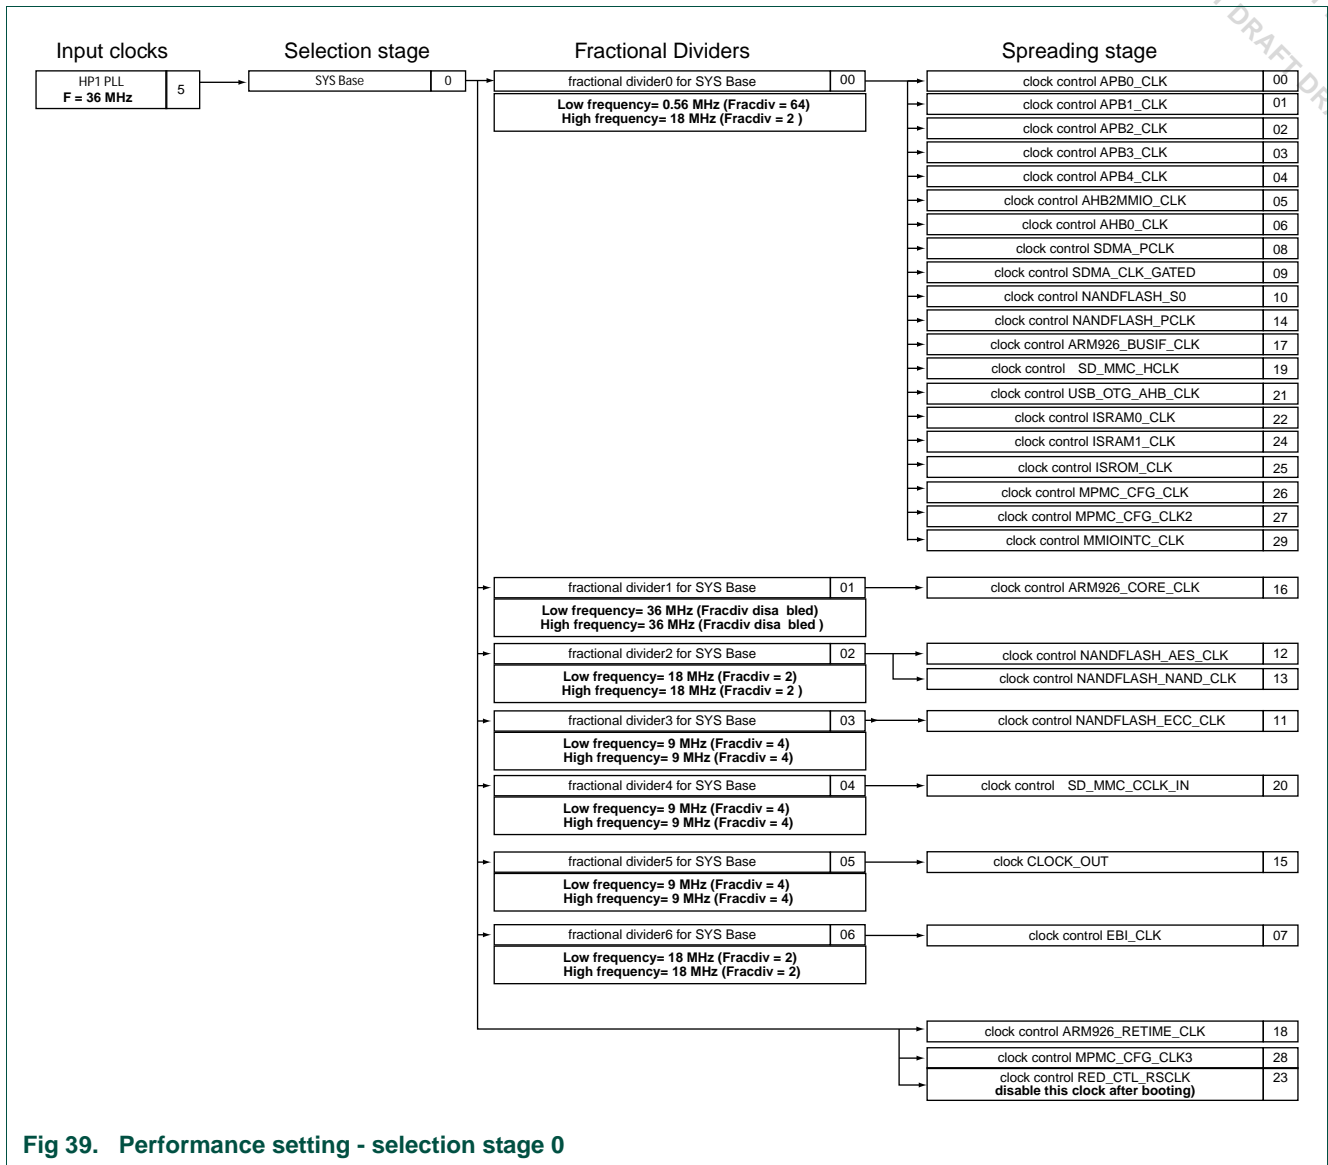 DRAFT DRAFT DRA
Input clocks
Selection stage
Fractional Dividers
Spreading stage
HP1 PLL
F = 36 MHz
5
SYS Base
0
fractional divider0 for SYS Base
00
Low frequency= 0.56 MHz (Fracdiv = 64)
High frequency= 18 MHz (Fracdiv = 2 )
clock control APB0_CLK
00
clock control APB1_CLK
01
clock control APB2_CLK
02
clock control APB3_CLK
03
clock control APB4_CLK
04
clock control AHB2MMIO_CLK
05
clock control AHB0_CLK
06
clock control SDMA_PCLK
08
clock control SDMA_CLK_GATED
09
clock control NANDFLASH_S0
10
clock control NANDFLASH_PCLK
14
clock control ARM926_BUSIF_CLK
17
clock control SD_MMC_HCLK
19
clock control USB_OTG_AHB_CLK
21
clock control ISRAM0_CLK
22
clock control ISRAM1_CLK
24
clock control ISROM_CLK
25
clock control MPMC_CFG_CLK
26
clock control MPMC_CFG_CLK2
27
clock control MMIOINTC_CLK
29
fractional divider1 for SYS Base
01
Low frequency= 36 MHz (Fracdiv disa bled)
High frequency= 36 MHz (Fracdiv disa bled )
clock control ARM926_CORE_CLK
16
fractional divider2 for SYS Base
02
Low frequency= 18 MHz (Fracdiv = 2)
High frequency= 18 MHz (Fracdiv = 2 )
clock control NANDFLASH_AES_CLK
12
clock control NANDFLASH_NAND_CLK
13
fractional divider3 for SYS Base
03
Low frequency= 9 MHz (Fracdiv = 4)
High frequency= 9 MHz (Fracdiv = 4)
clock control NANDFLASH_ECC_CLK
11
fractional divider4 for SYS Base
04
Low frequency= 9 MHz (Fracdiv = 4)
High frequency= 9 MHz (Fracdiv = 4)
clock control SD_MMC_CCLK_IN
20
fractional divider5 for SYS Base
05
Low frequency= 9 MHz (Fracdiv = 4)
High frequency= 9 MHz (Fracdiv = 4)
clock CLOCK_OUT
15
fractional divider6 for SYS Base
06
Low frequency= 18 MHz (Fracdiv = 2)
High frequency= 18 MHz (Fracdiv = 2)
clock control EBI_CLK
07
clock control ARM926_RETIME_CLK
18
clock control MPMC_CFG_CLK3
28
clock control RED_CTL_RSCLK
23
disable this clock after booting)
Fig 39. Performance setting - selection stage 0